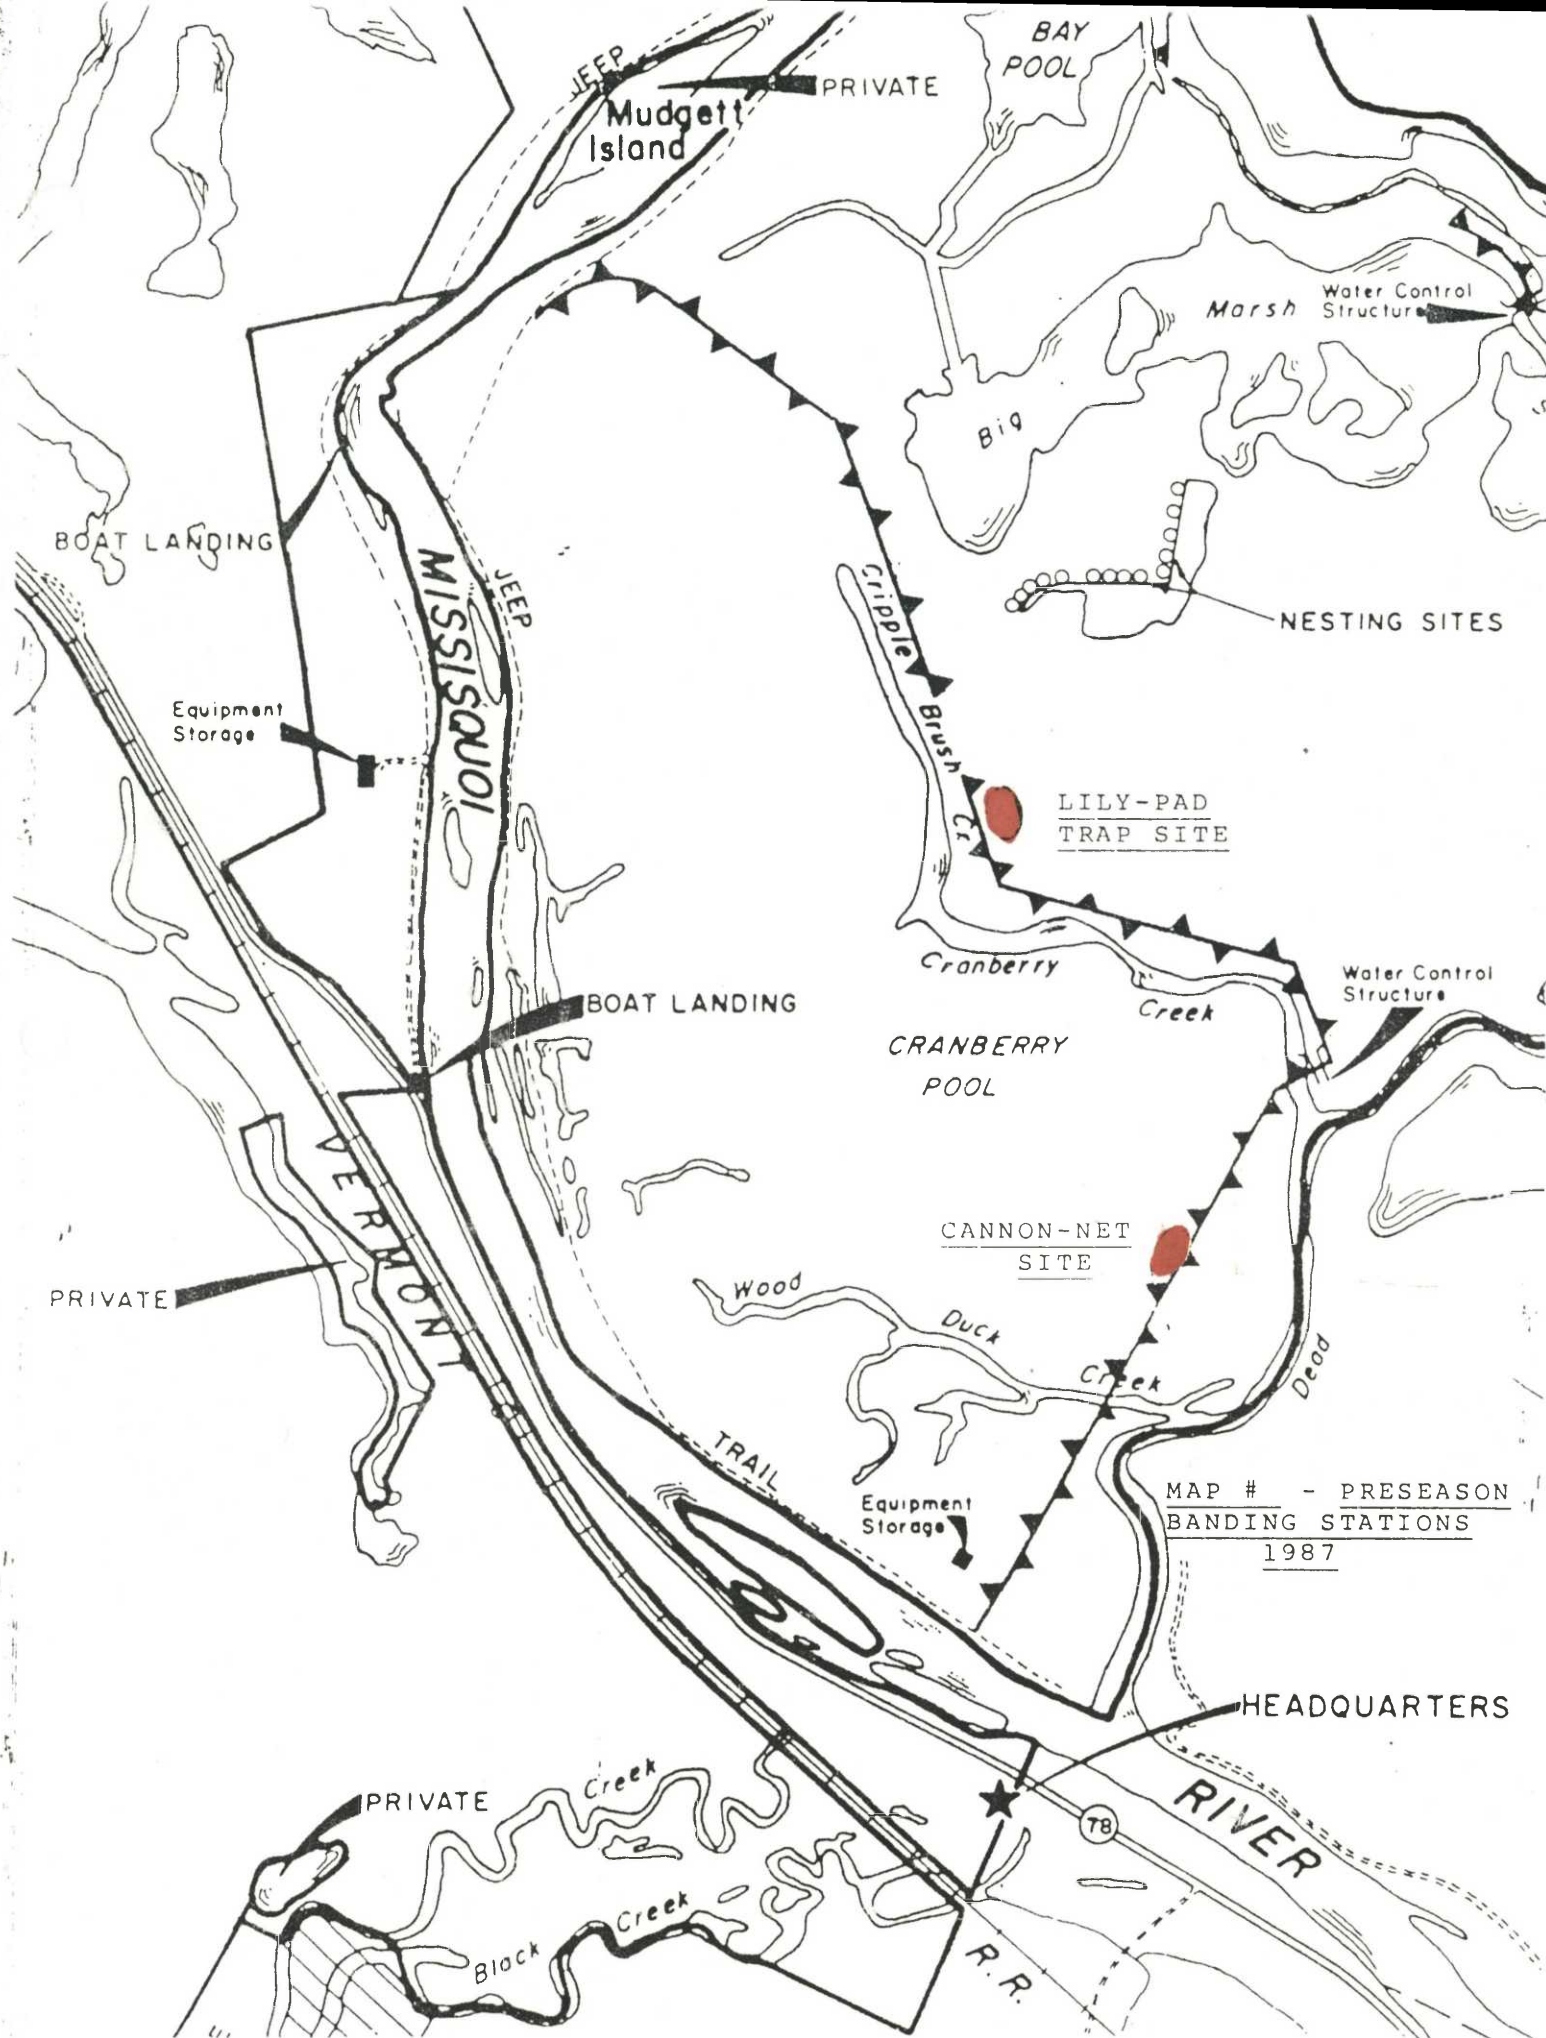 BAY
POOL
JEEP
PRIVATE
Mudgett
Island
Marsh
Water Control
Structure
Big
BOAT LANDING
MISSISQUOI
JEEP
Cripple
NESTING SITES
Equipment
Storage
Brush
Cr.
LILY-PAD
TRAP SITE
Cranberry
Creek
Water Control
Structure
BOAT LANDING
CRANBERRY
POOL
VERMONT
CANNON-NET
SITE
PRIVATE
Wood
Duck
Creek
Dead
TRAIL
Equipment
Storage
MAP # - PRESEASON
BANDING STATIONS
1987
HEADQUARTERS
RIVER
PRIVATE
Creek
78
Black
Creek
R.R.